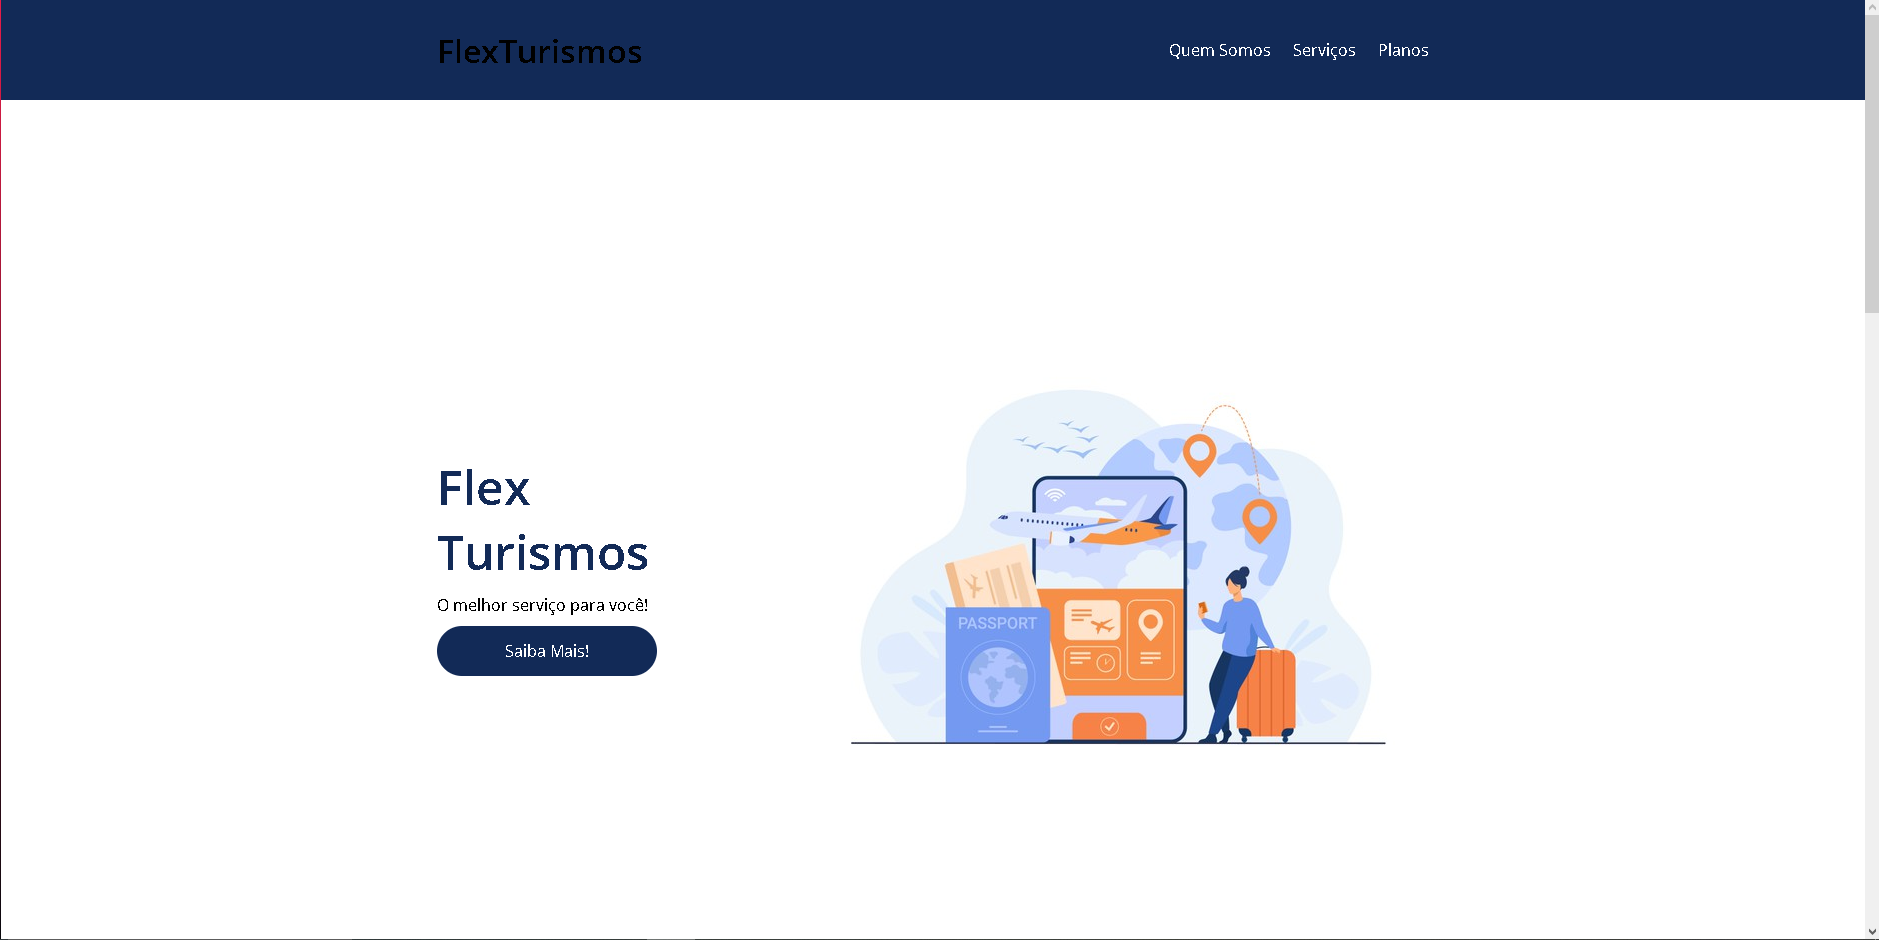 FlexTurismos
Quem Somos Serviços Planos
Flex
Turismos
O melhor serviço para você!
Saiba Mais!
PASSPORT